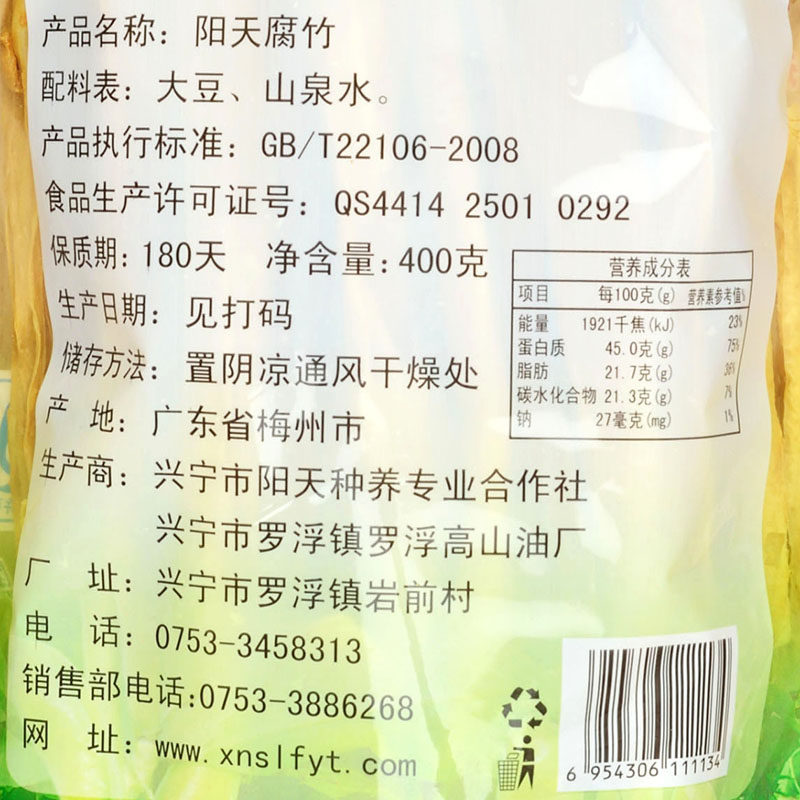 产品名称：阳天腐竹
配料表：大豆、山泉水。
产品执行标准：GB/T22106-2008
食品生产许可证号：QS4414 2501 0292
保质期：180天 净含量：400克
生产日期：见打码
储存方法：置阴凉通风干燥处
产 地：广东省梅州市
生产商：兴宁市阳天种养专业合作社
兴宁市罗浮镇罗浮高山油厂
厂 址：兴宁市罗浮镇岩前村
电 话：0753-3458313
销售部电话：0753-3886268
网 址：www.xnslfyt.com
营养成分表
项目 每100克(g) 营养素参考值%
能量 1921千焦(kJ) 23%
蛋白质 45.0克(g) 75%
脂肪 21.7克(g) 36%
碳水化合物 21.3克(g) 7%
钠 27毫克(mg) 1%
6 954306 111134